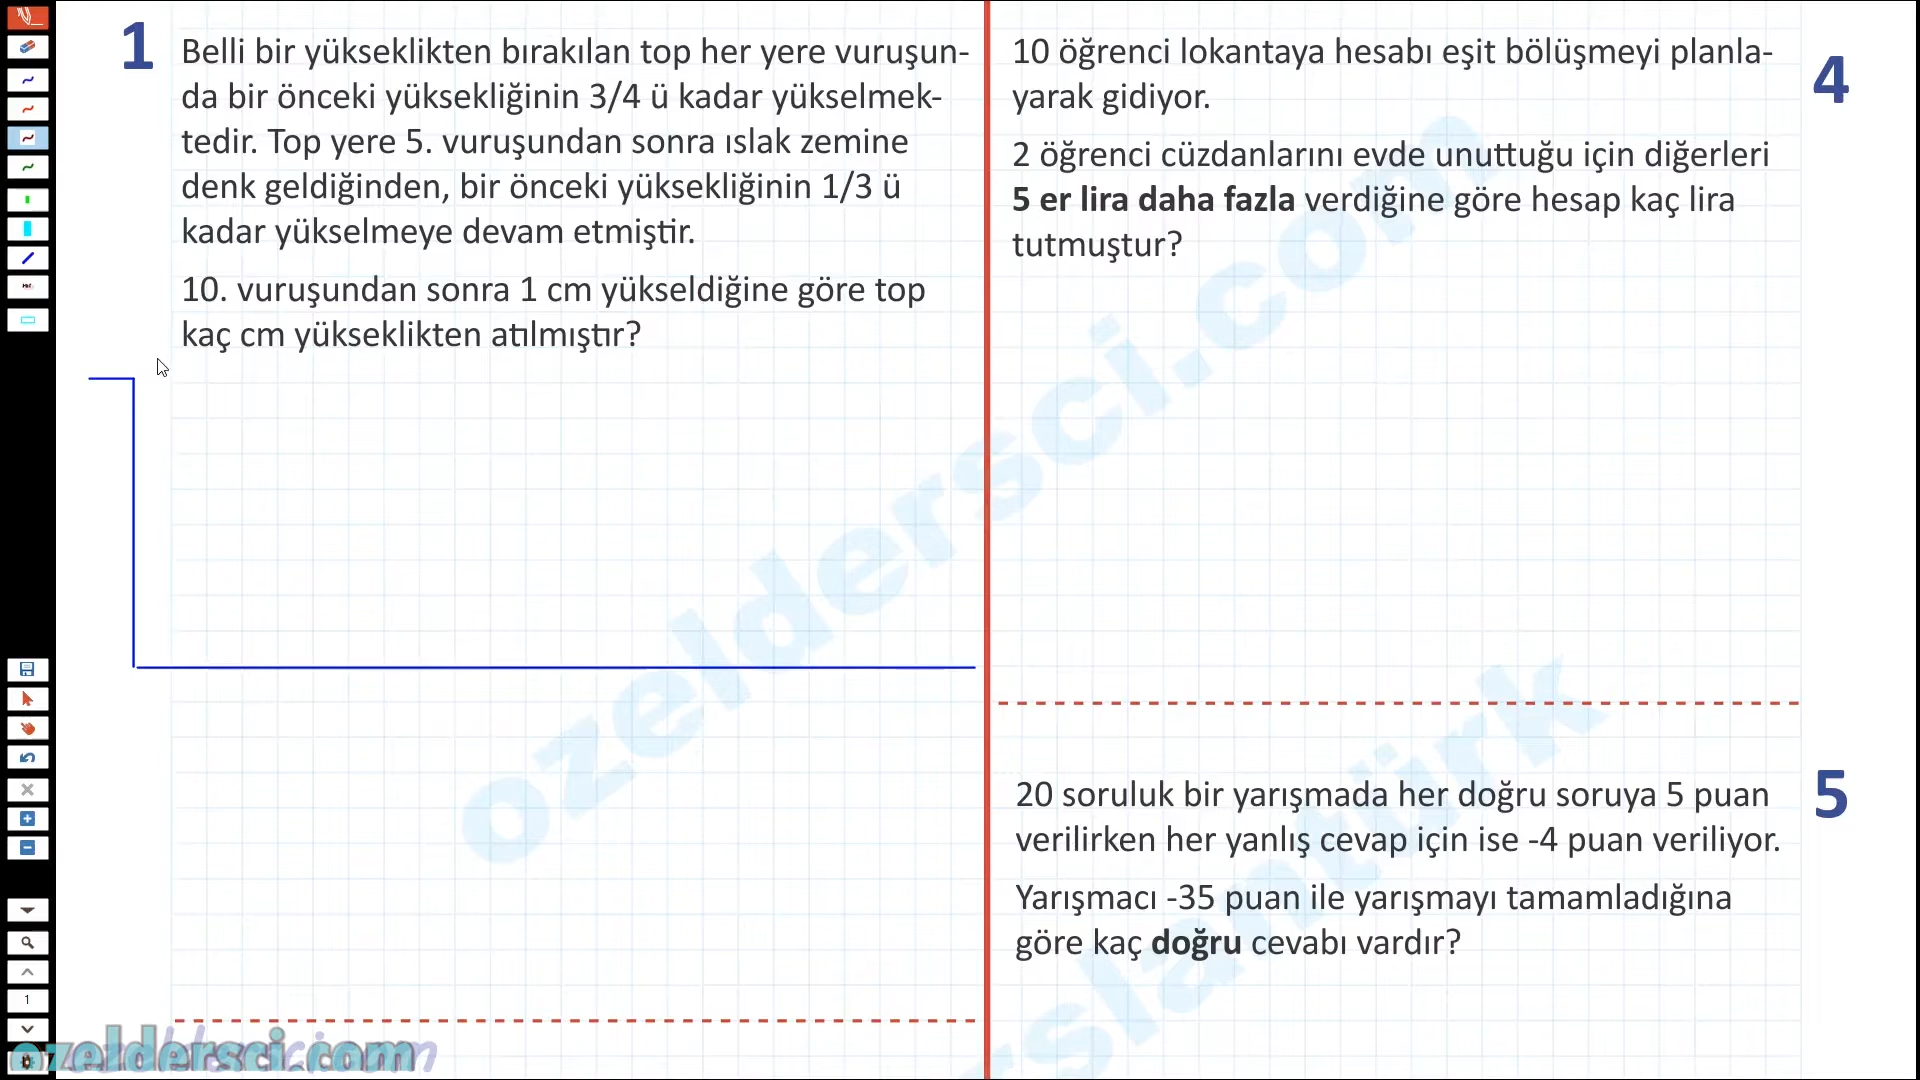 1
Belli bir yükseklikten bırakılan top her yere vuruşun-
da bir önceki yüksekliğinin 3/4 ü kadar yükselmek-
tedir. Top yere 5. vuruşundan sonra ıslak zemine
denk geldiğinden, bir önceki yüksekliğinin 1/3 ü
kadar yükselmeye devam etmiştir.
10. vuruşundan sonra 1 cm yükseldiğine göre top
kaç cm yükseklikten atılmıştır?
4
10 öğrenci lokantaya hesabı eşit bölüşmeyi planla-
yarak gidiyor.
2 öğrenci cüzdanlarını evde unuttuğu için diğerleri
5 er lira daha fazla verdiğine göre hesap kaç lira
tutmuştur?
5
20 soruluk bir yarışmada her doğru soruya 5 puan
verilirken her yanlış cevap için ise -4 puan veriliyor.
Yarışmacı -35 puan ile yarışmayı tamamladığına
göre kaç doğru cevabı vardır?
ozeldersci.com
slantürk
1
ozeldersci.com